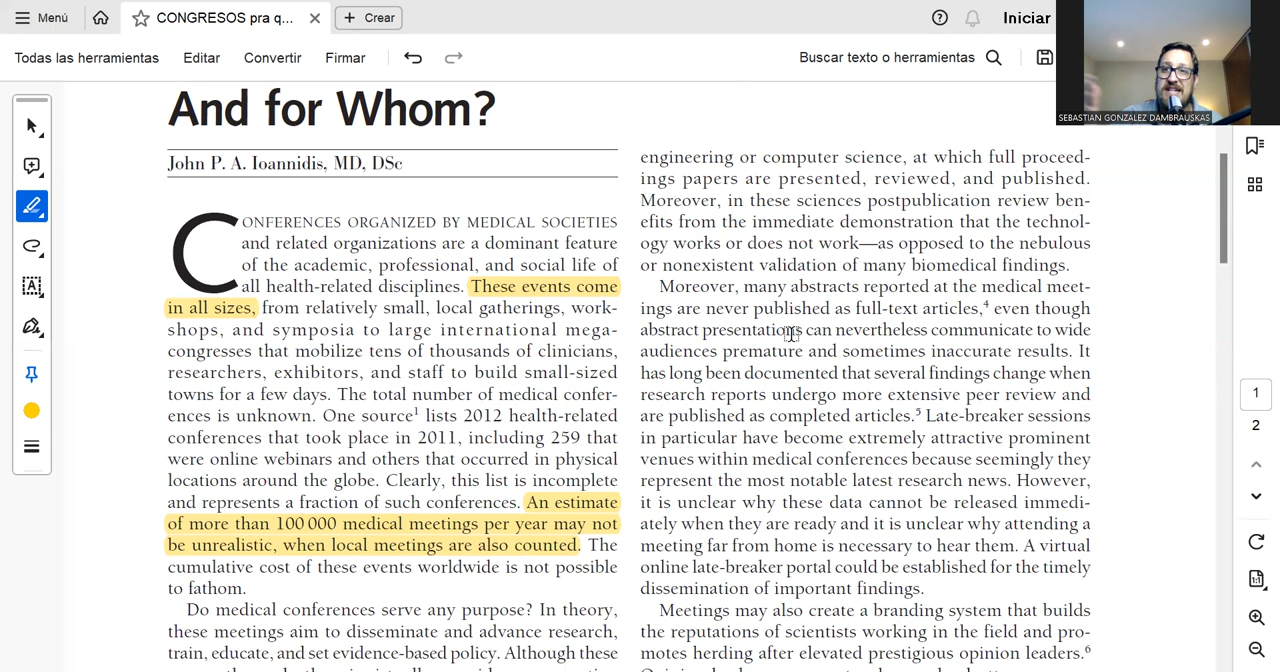 Menú
CONGRESOS pra q...
Crear
Iniciar
Todas las herramientas
Editar
Convertir
Firmar
Buscar texto o herramientas
SEBASTIAN GONZALEZ DAMBRAUSKAS
And for Whom?
John P. A. Ioannidis, MD, DSc
CONFERENCES ORGANIZED BY MEDICAL SOCIETIES
and related organizations are a dominant feature
of the academic, professional, and social life of
all health-related disciplines. These events come
in all sizes, from relatively small, local gatherings, work-
shops, and symposia to large international mega-
congresses that mobilize tens of thousands of clinicians,
researchers, exhibitors, and staff to build small-sized
towns for a few days. The total number of medical confer-
ences is unknown. One source1 lists 2012 health-related
conferences that took place in 2011, including 259 that
were online webinars and others that occurred in physical
locations around the globe. Clearly, this list is incomplete
and represents a fraction of such conferences. An estimate
of more than 100 000 medical meetings per year may not
be unrealistic, when local meetings are also counted. The
cumulative cost of these events worldwide is not possible
to fathom.
Do medical conferences serve any purpose? In theory,
these meetings aim to disseminate and advance research,
train, educate, and set evidence-based policy. Although these
engineering or computer science, at which full proceed-
ings papers are presented, reviewed, and published.
Moreover, in these sciences postpublication review ben-
efits from the immediate demonstration that the technol-
ogy works or does not work—as opposed to the nebulous
or nonexistent validation of many biomedical findings.
Moreover, many abstracts reported at the medical meet-
ings are never published as full-text articles,4 even though
abstract presentations can nevertheless communicate to wide
audiences premature and sometimes inaccurate results. It
has long been documented that several findings change when
research reports undergo more extensive peer review and
are published as completed articles.5 Late-breaker sessions
in particular have become extremely attractive prominent
venues within medical conferences because seemingly they
represent the most notable latest research news. However,
it is unclear why these data cannot be released immedi-
ately when they are ready and it is unclear why attending a
meeting far from home is necessary to hear them. A virtual
online late-breaker portal could be established for the timely
dissemination of important findings.
Meetings may also create a branding system that builds
the reputations of scientists working in the field and pro-
motes herding after elevated prestigious opinion leaders.6
1
2
1:1